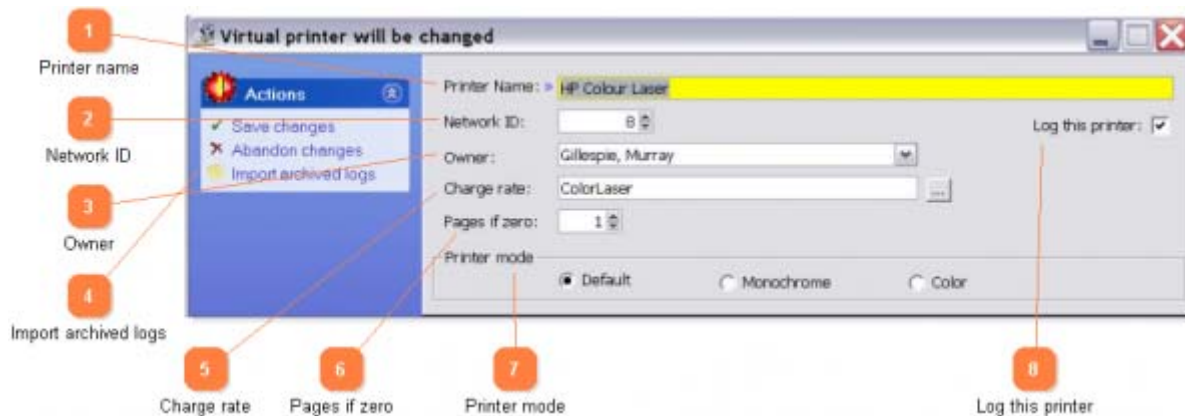 1
Printer name
2
Network ID
3
Owner
4
Import archived logs
Virtual printer will be changed
Actions
Save changes
Abandon changes
Import archived logs
Printer Name: HP Colour Laser
Network ID: 8
Log this printer:
Owner: Gillespie, Murray
Charge rate: ColorLaser ...
Pages if zero: 1
Printer mode
Default Monochrome Color
5
Charge rate
6
Pages if zero
7
Printer mode
8
Log this printer